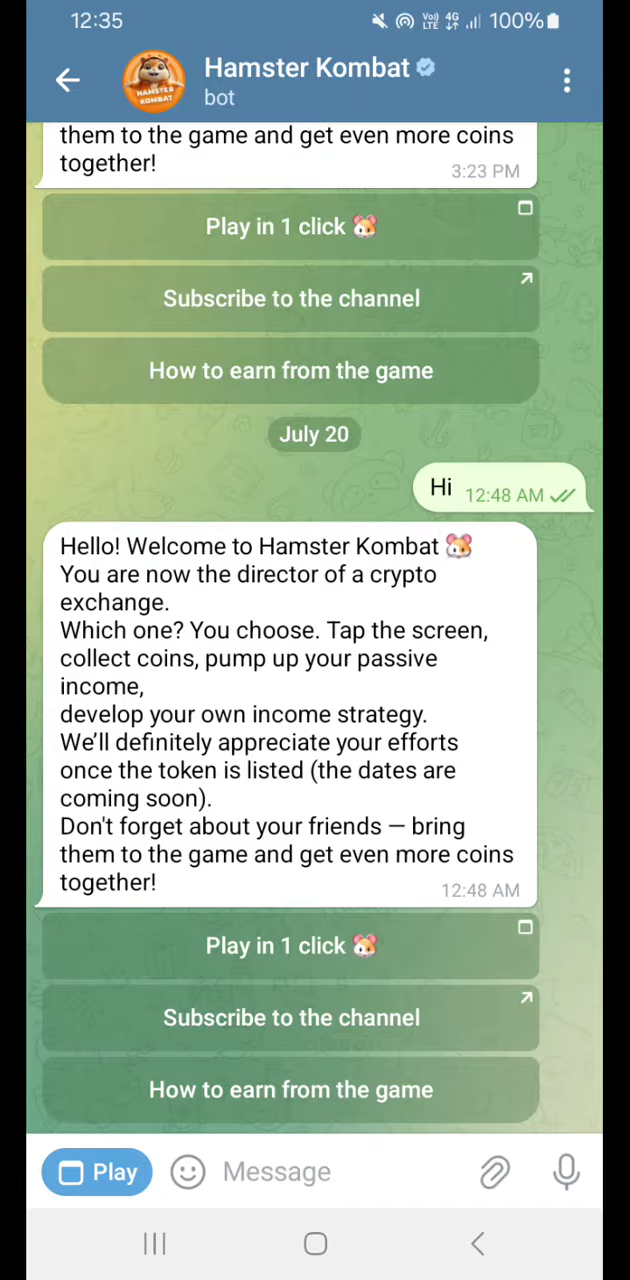 12:35
Vo)) LTE 4G 100%
Hamster Kombat
bot
HAMSTER
KOMBAT
them to the game and get even more coins
together!
3:23 PM
Play in 1 click 🐹
Subscribe to the channel
How to earn from the game
July 20
Hi 12:48 AM
Hello! Welcome to Hamster Kombat 🐹
You are now the director of a crypto
exchange.
Which one? You choose. Tap the screen,
collect coins, pump up your passive
income,
develop your own income strategy.
We’ll definitely appreciate your efforts
once the token is listed (the dates are
coming soon).
Don't forget about your friends — bring
them to the game and get even more coins
together!
12:48 AM
Play in 1 click 🐹
Subscribe to the channel
How to earn from the game
Play Message